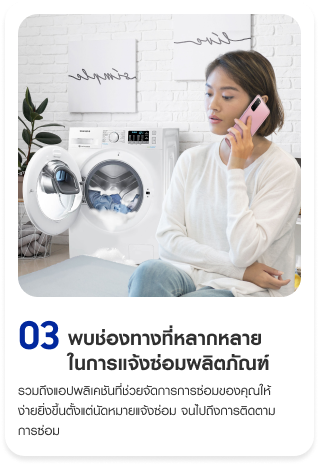 live
simple
SAMSUNG
03 พบช่องทางที่หลากหลาย
ในการแจ้งซ่อมผลิตภัณฑ์
รวมถึงแอปพลิเคชันที่ช่วยจัดการการซ่อมของคุณให้
ง่ายยิ่งขึ้นตั้งแต่นัดหมายแจ้งซ่อม จนไปถึงการติดตาม
การซ่อม